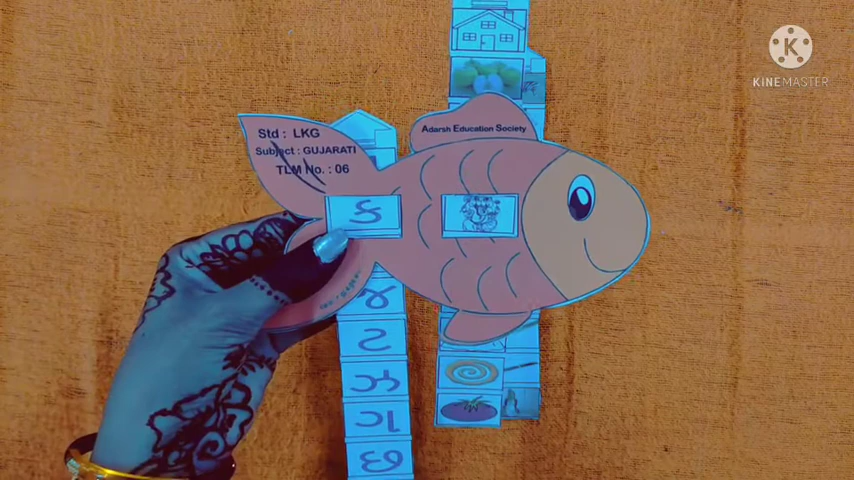 Std : LKG
Subject : GUJARATI
TLM No. : 06
Adarsh Education Society
ક
ટ
ગ
KINEMASTER